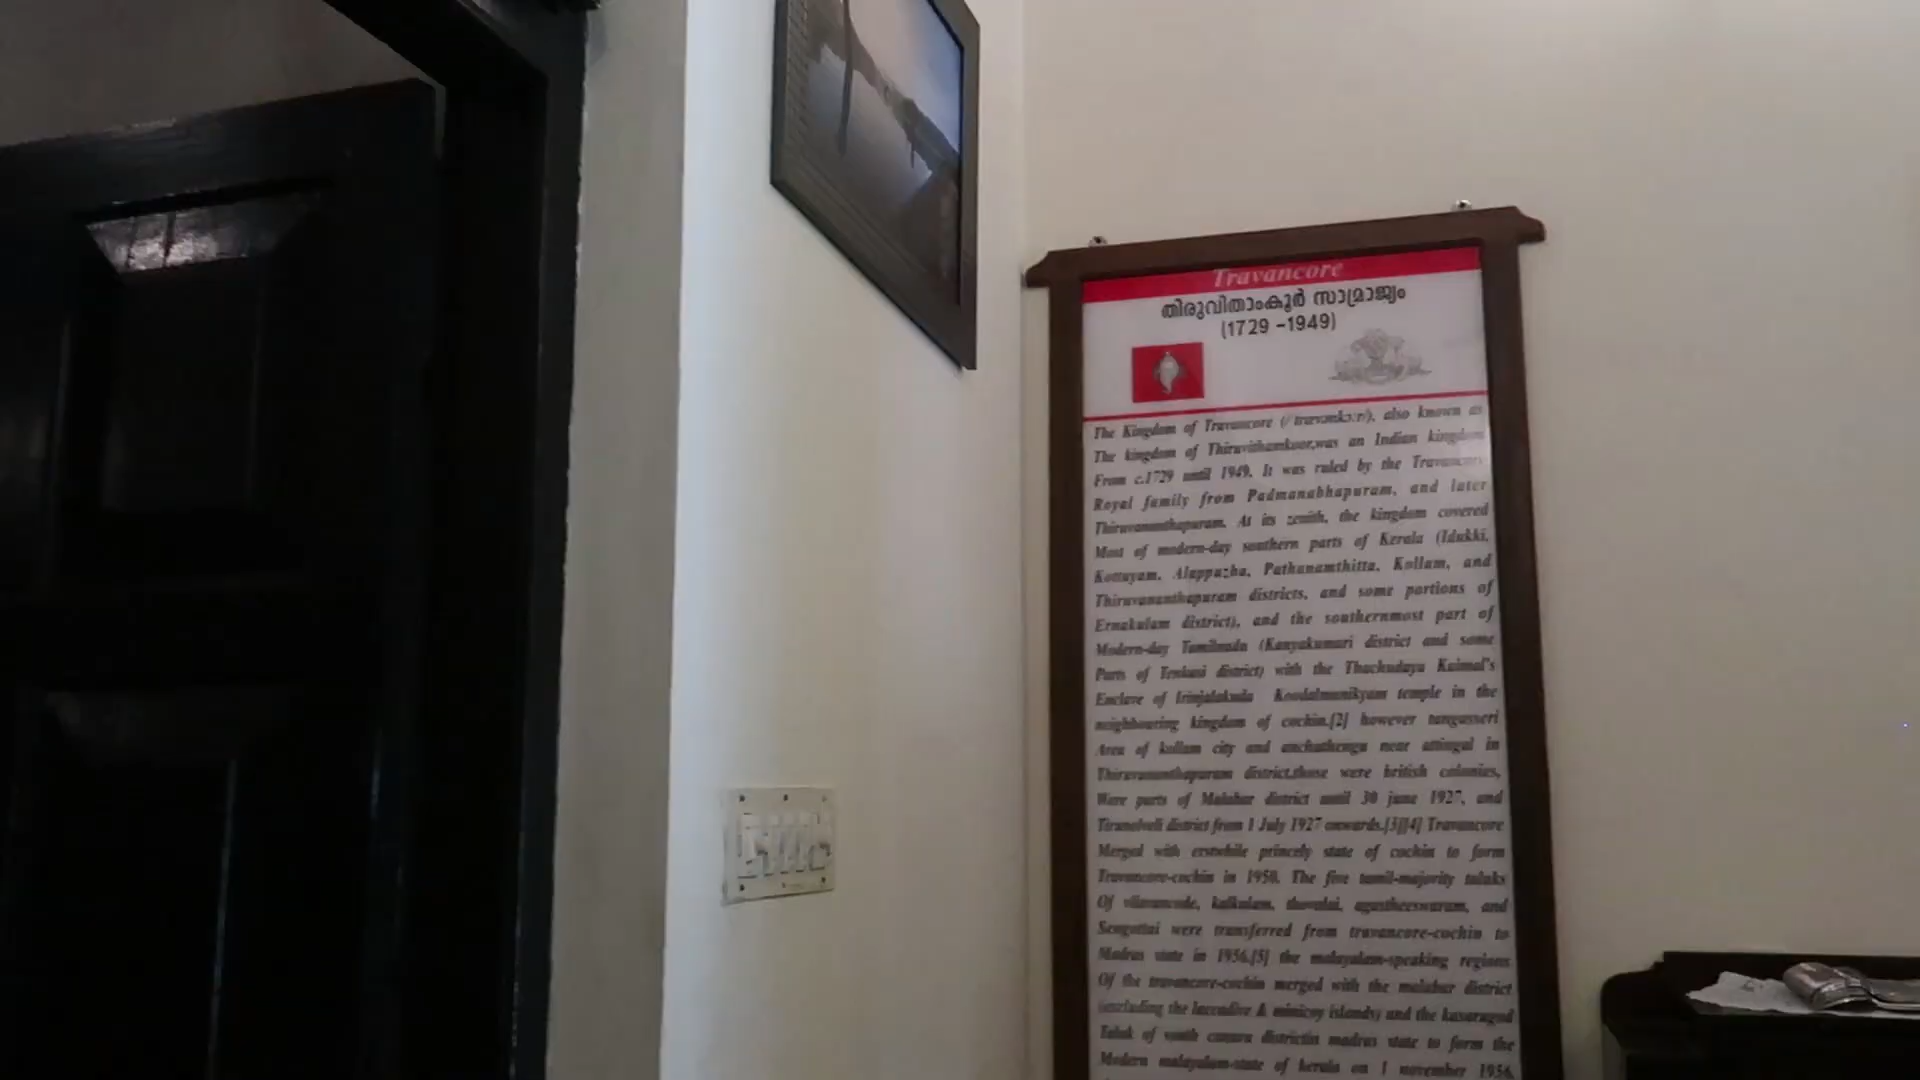 Travancore
തിരുവിതാംകൂർ സാമ്രാജ്യം
(1729 -1949)
The Kingdom of Travancore (/ˈtrævənkɔːr/), also known as
The kingdom of Thiruvithamkoor,was an Indian kingdom
From c.1729 until 1949. It was ruled by the Travancore
Royal family from Padmanabhapuram, and later
Thiruvananthapuram. At its zenith, the kingdom covered
Most of modern-day southern parts of Kerala (Idukki,
Kottayam, Alappuzha, Pathanamthitta, Kollam, and
Thiruvananthapuram districts, and some portions of
Ernakulam district), and the southernmost part of
Modern-day Tamilnadu (Kanyakumari district and some
Parts of Tenkasi district) with the Thachudaya Kaimal's
Enclave of Irinjalakuda Koodalmanikyam temple in the
neighbouring kingdom of cochin.[2] however tangasseri
Area of kollam city and anchuthengu near attingal in
Thiruvananthapuram district,those were british colonies,
Were parts of Malabar district until 30 june 1927, and
Tirunelveli district from 1 July 1927 onwards.[3][4] Travancore
Merged with erstwhile princely state of cochin to form
Travancore-cochin in 1950. The five tamil-majority taluks
Of vilavancode, kalkulam, thovalai, agastheeswaram, and
Sengottai were transferred from travancore-cochin to
Madras state in 1956.[5] the malayalam-speaking regions
Of the travancore-cochin merged with the malabar district
(excluding the laccadive & minicoy islands) and the kasaragod
Taluk of south canara districtin madras state to form the
Modern malayalam-state of kerala on 1 november 1956.